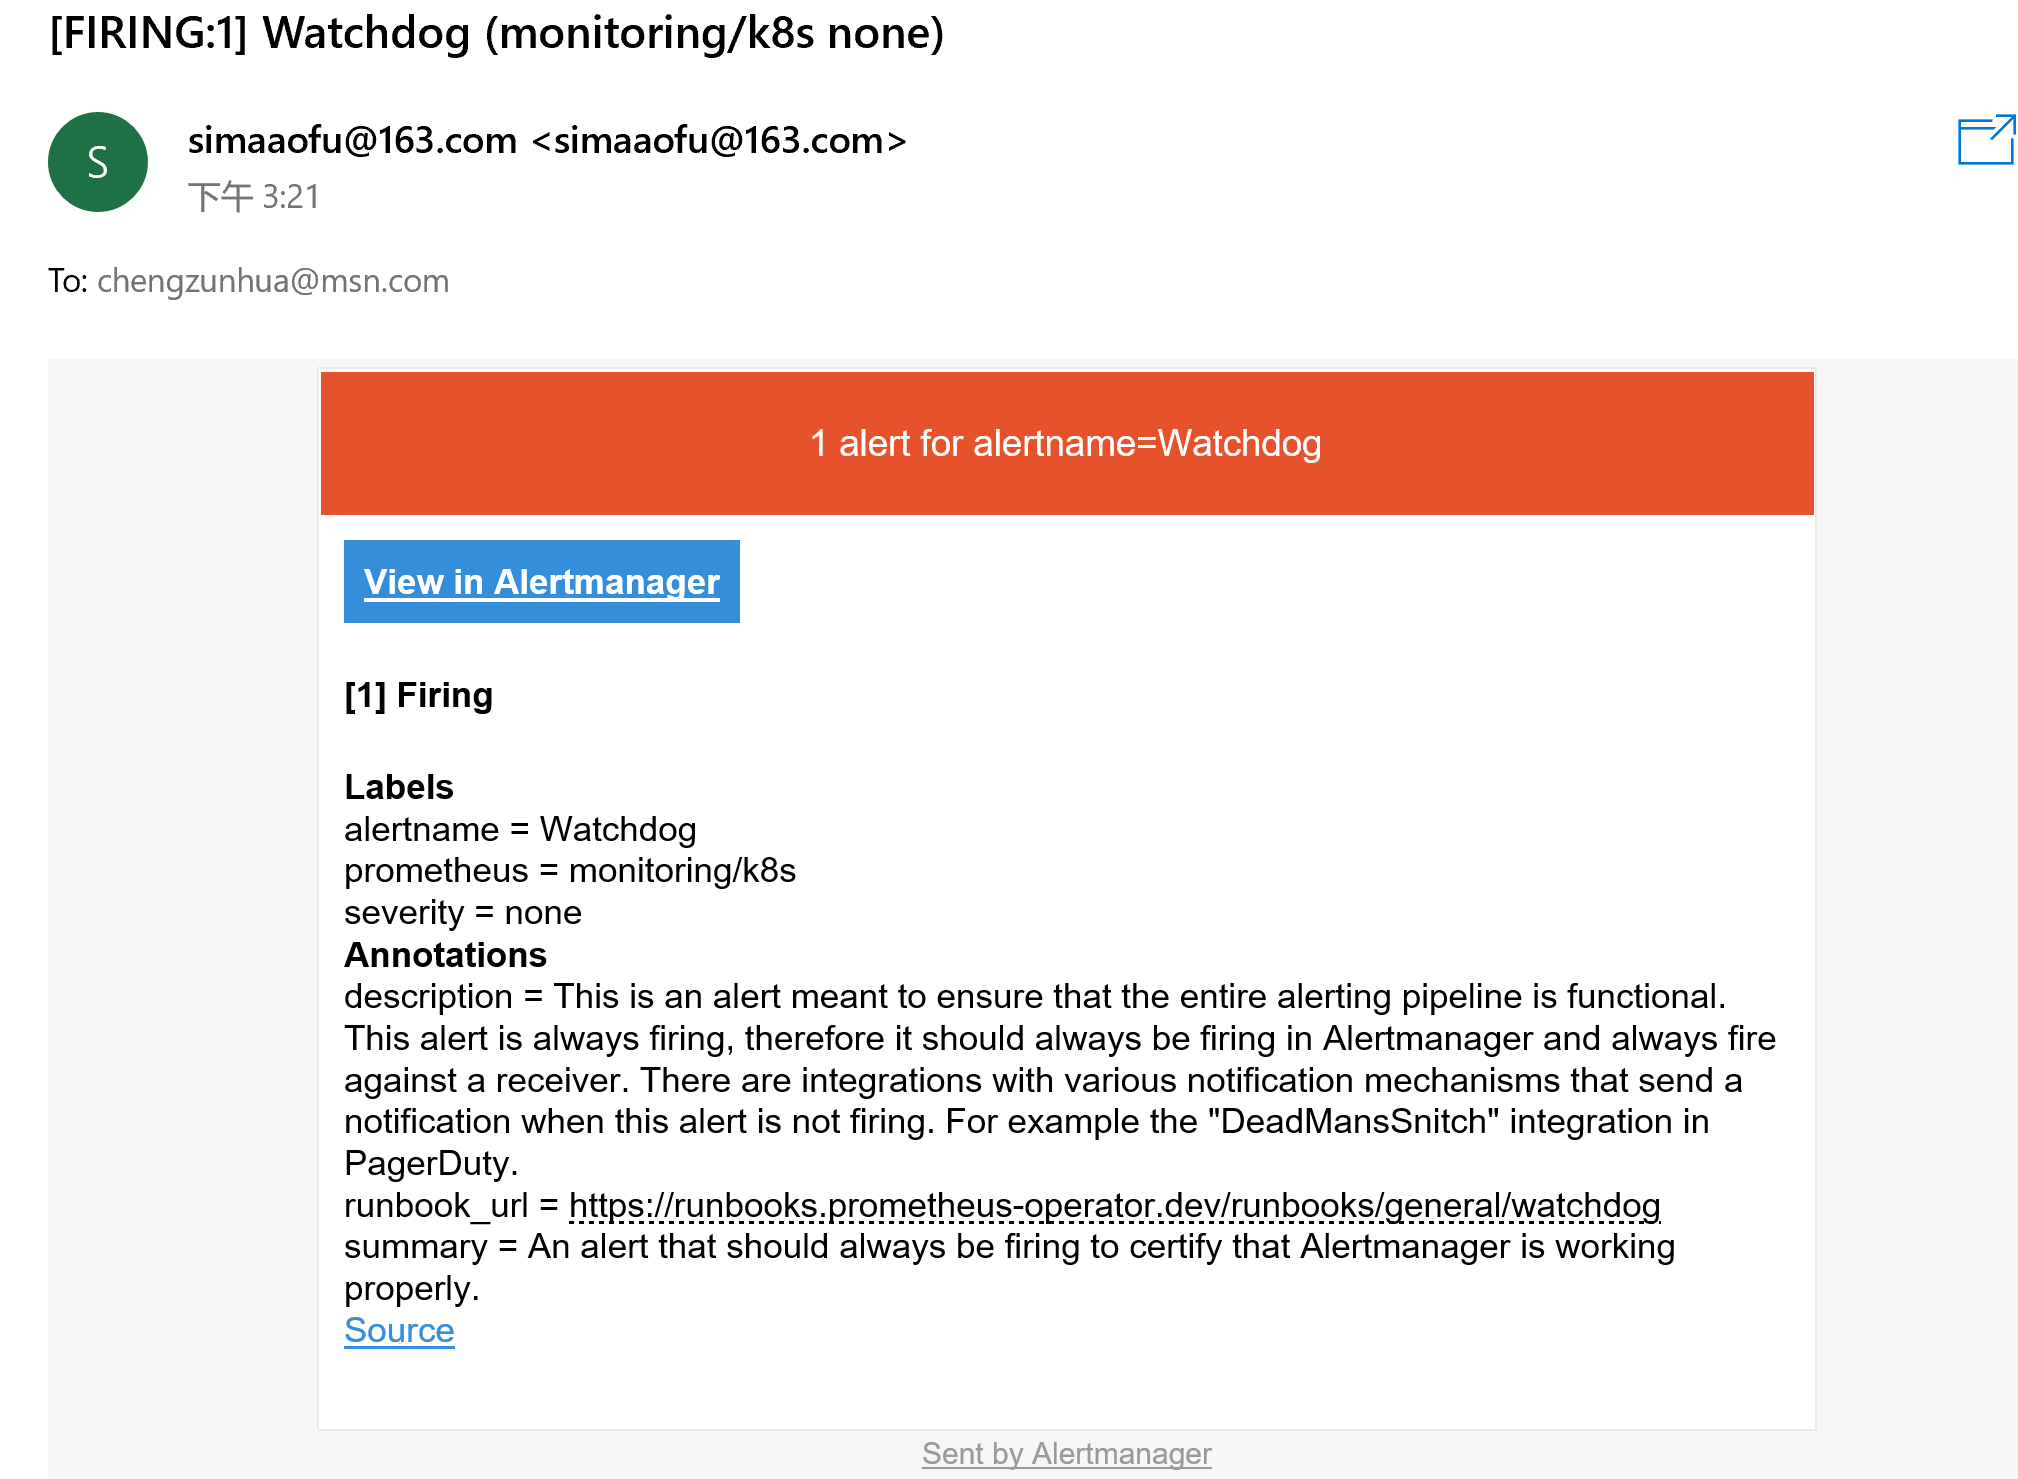 [FIRING:1] Watchdog (monitoring/k8s none)
S
simaaofu@163.com <simaaofu@163.com>
下午 3:21
To: chengzunhua@msn.com
1 alert for alertname=Watchdog
View in Alertmanager
[1] Firing
Labels
alertname = Watchdog
prometheus = monitoring/k8s
severity = none
Annotations
description = This is an alert meant to ensure that the entire alerting pipeline is functional.
This alert is always firing, therefore it should always be firing in Alertmanager and always fire
against a receiver. There are integrations with various notification mechanisms that send a
notification when this alert is not firing. For example the "DeadMansSnitch" integration in
PagerDuty.
runbook_url = https://runbooks.prometheus-operator.dev/runbooks/general/watchdog
summary = An alert that should always be firing to certify that Alertmanager is working
properly.
Source
Sent by Alertmanager